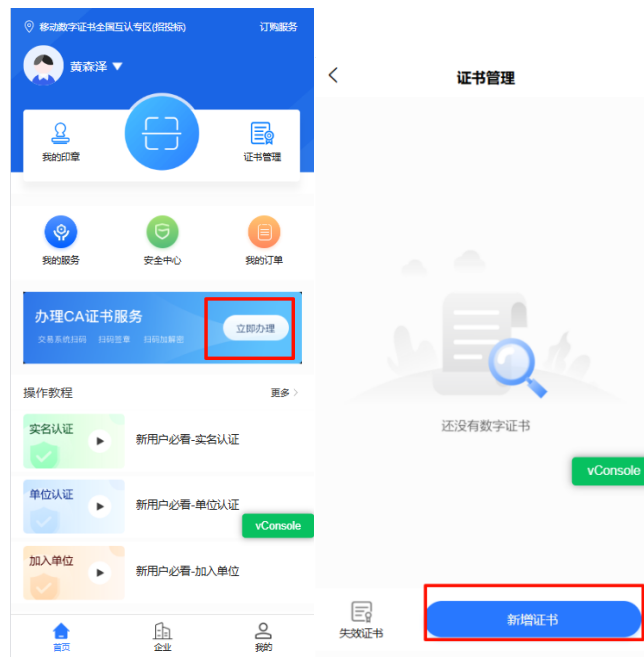 移动数字证书全国互认专区(招投标)
订购服务
黄森泽
我的印章
证书管理
我的服务
安全中心
我的订单
办理CA证书服务
交易系统扫码 扫码签章 扫码加解密
立即办理
操作教程
更多
实名认证
新用户必看-实名认证
单位认证
新用户必看-单位认证
vConsole
加入单位
新用户必看-加入单位
首页
企业
我的
证书管理
还没有数字证书
vConsole
失效证书
新增证书